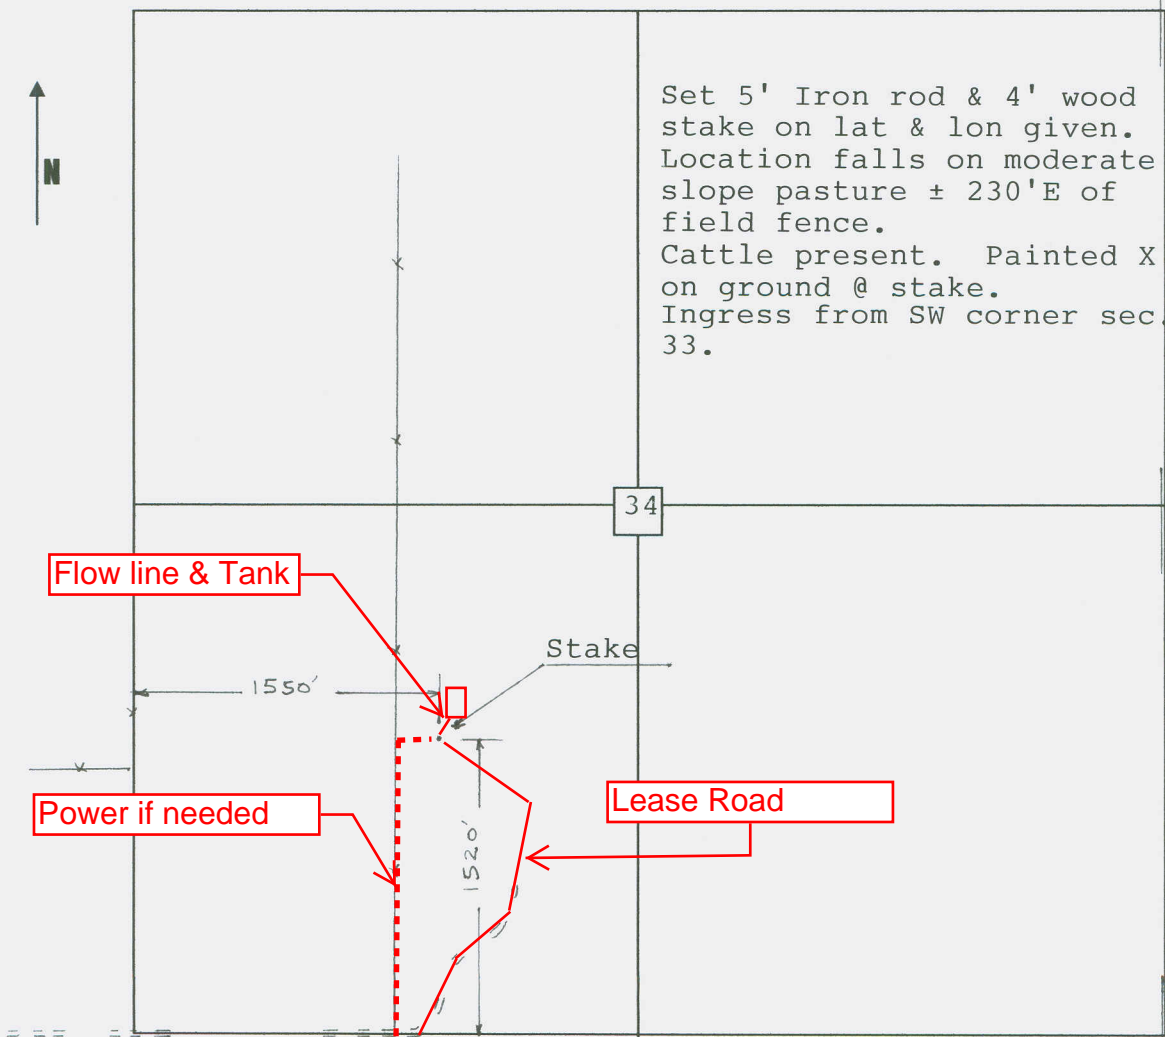 N
Set 5' Iron rod & 4' wood
stake on lat & lon given.
Location falls on moderate
slope pasture ± 230'E of
field fence.
Cattle present. Painted X
on ground @ stake.
Ingress from SW corner sec.
33.
34
Flow line & Tank
Stake
1550'
Power if needed
Lease Road
1520'